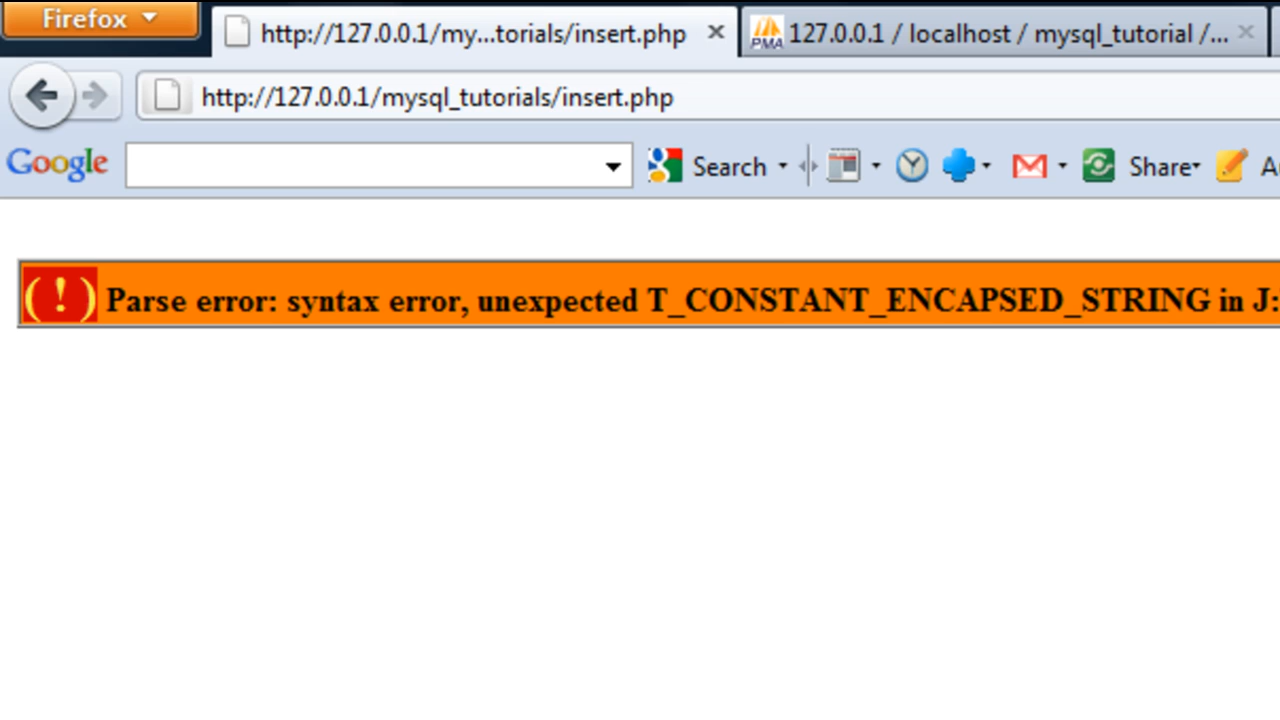 Firefox
http://127.0.0.1/my...torials/insert.php
127.0.0.1 / localhost / mysql_tutorial /...
PMA
http://127.0.0.1/mysql_tutorials/insert.php
Google
Search
Share
A
( ! ) Parse error: syntax error, unexpected T_CONSTANT_ENCAPSED_STRING in J: